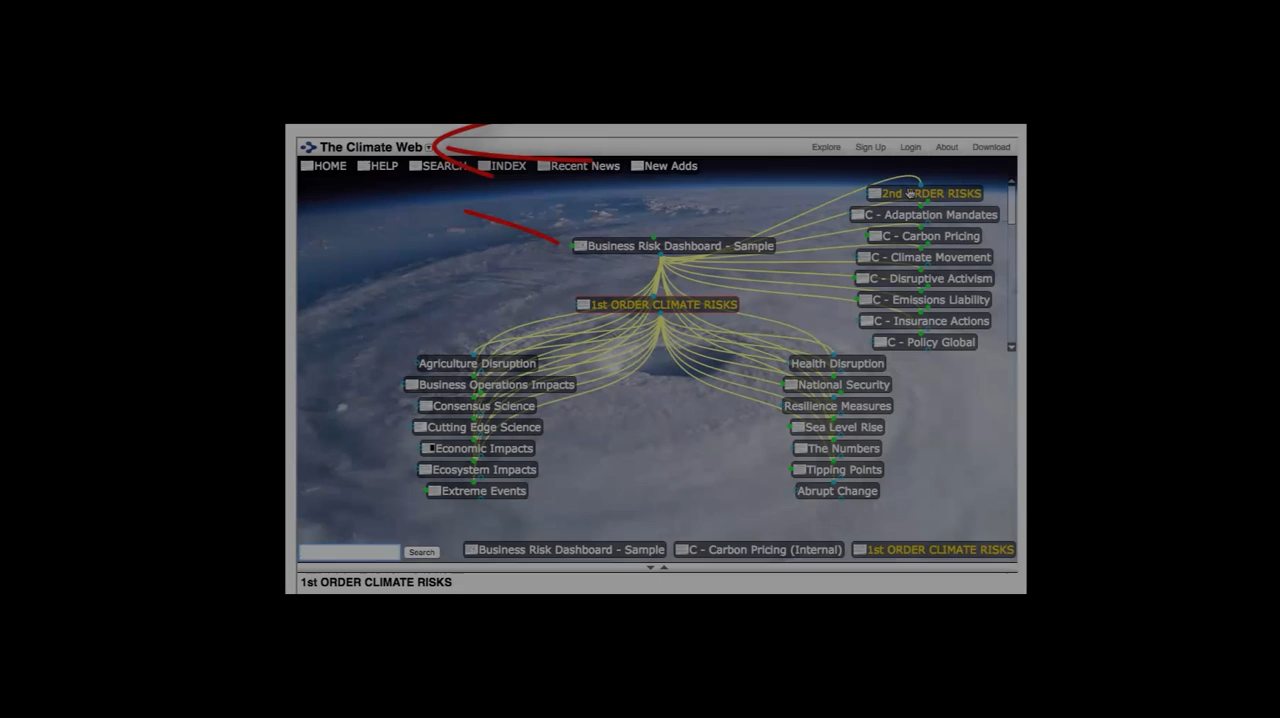 The Climate Web
Explore Sign Up Login About Download
HOME HELP SEARCH INDEX Recent News New Adds
2nd ORDER RISKS
C - Adaptation Mandates
C - Carbon Pricing
C - Climate Movement
C - Disruptive Activism
C - Emissions Liability
C - Insurance Actions
C - Policy Global
Business Risk Dashboard - Sample
1st ORDER CLIMATE RISKS
Agriculture Disruption
Business Operations Impacts
Consensus Science
Cutting Edge Science
Economic Impacts
Ecosystem Impacts
Extreme Events
Health Disruption
National Security
Resilience Measures
Sea Level Rise
The Numbers
Tipping Points
Abrupt Change
Search Business Risk Dashboard - Sample C - Carbon Pricing (Internal) 1st ORDER CLIMATE RISKS
1st ORDER CLIMATE RISKS